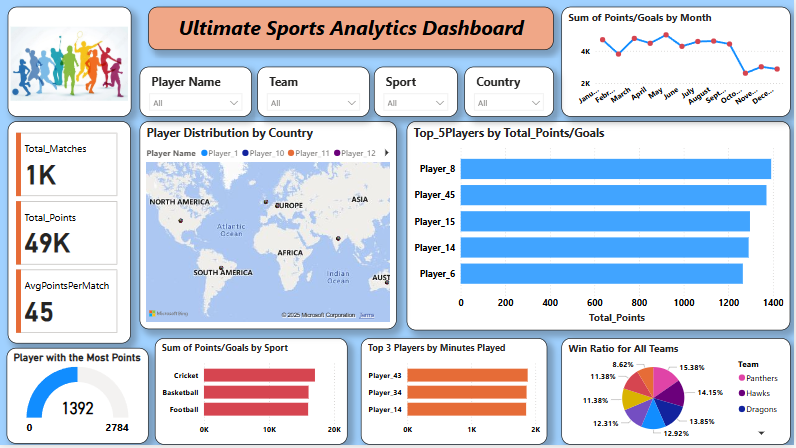 Ultimate Sports Analytics Dashboard
Sum of Points/Goals by Month
4K
2K
Janu...
Febr...
March
April
May
June
July
August
Sept...
Octo...
Nove...
Dece...
Player Name
All
Team
All
Sport
All
Country
All
Total_Matches
1K
Total_Points
49K
AvgPointsPerMatch
45
Player Distribution by Country
Player Name Player_1 Player_10 Player_11 Player_12
NORTH AMERICA
EUROPE
ASIA
Atlantic
Ocean
AFRICA
SOUTH AMERICA
Indian
Ocean
AUST
Microsoft Bing
© 2025 Microsoft Corporation Terms
Top_5Players by Total_Points/Goals
Player_8
Player_45
Player_15
Player_14
Player_6
0 200 400 600 800 1000 1200 1400
Total_Points
Player with the Most Points
1392
0 2784
Sum of Points/Goals by Sport
Cricket
Basketball
Football
0K 10K 20K
Top 3 Players by Minutes Played
Player_43
Player_34
Player_14
0K 1K 2K
Win Ratio for All Teams
15.38%
14.15%
13.85%
12.92%
12.31%
11.38%
11.38%
8.62%
Team
Panthers
Hawks
Dragons